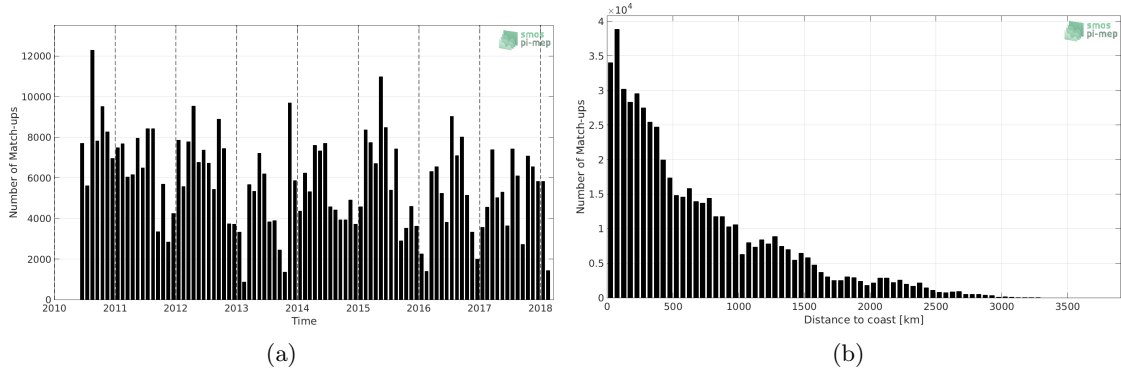 smos
pi-mep
12000
10000
8000
6000
4000
2000
0
Number of Match-ups
2010 2011 2012 2013 2014 2015 2016 2017 2018
Time
(a)
×10⁴
smos
pi-mep
4
3.5
3
2.5
2
1.5
1
0.5
0
Number of Match-ups
0 500 1000 1500 2000 2500 3000 3500
Distance to coast [km]
(b)